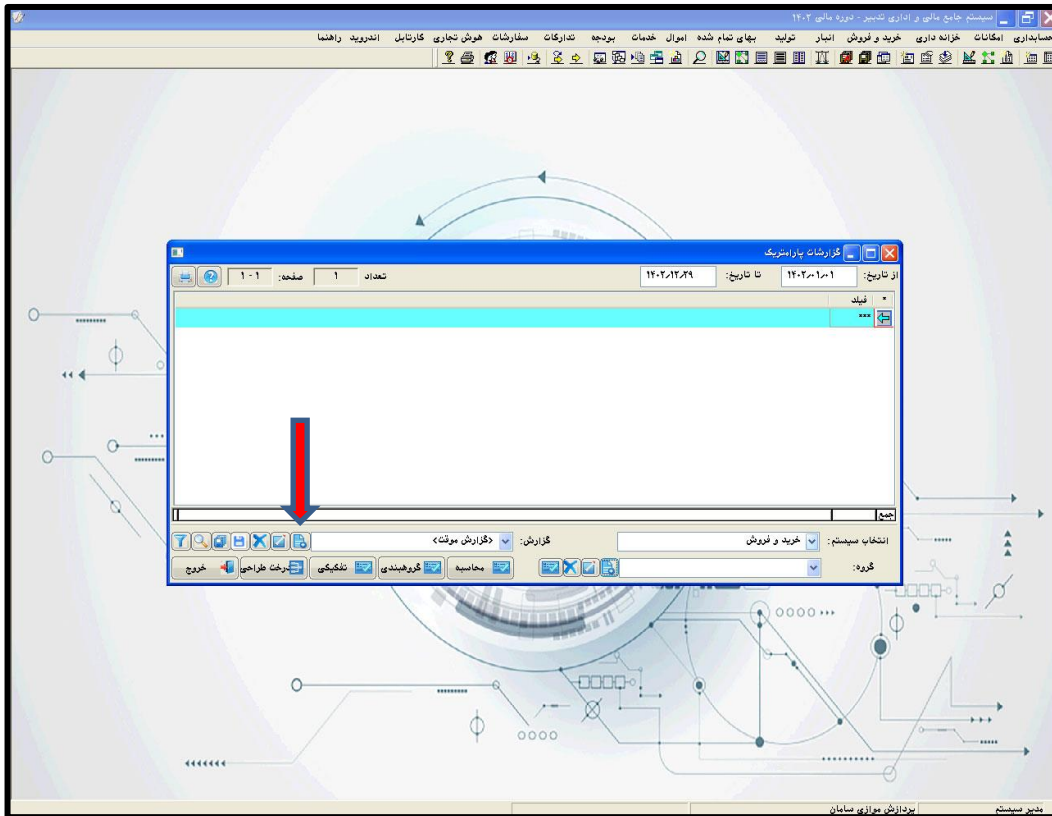 سیستم جامع مالی و اداری تدبیر - دوره مالی ۱۴۰۲
حسابداری امکانات خزانه داری خرید و فروش انبار تولید بهای تمام شده اموال خدمات بودجه تدارکات سفارشات هوش تجاری کارتابل اندروید راهنما
گزارشات پارامتریک
از تاریخ: ۱۴۰۲/۰۱/۰۱ تا تاریخ: ۱۴۰۲/۱۲/۲۹ تعداد ۱ صفحه: ۱ - ۱
* فیلد
***
جمع
انتخاب سیستم: خرید و فروش گزارش: <گزارش موقت>
گروه: محاسبه گروهبندی تفکیکی درخت طراحی خروج
مدیر سیستم پردازش موازی سامان